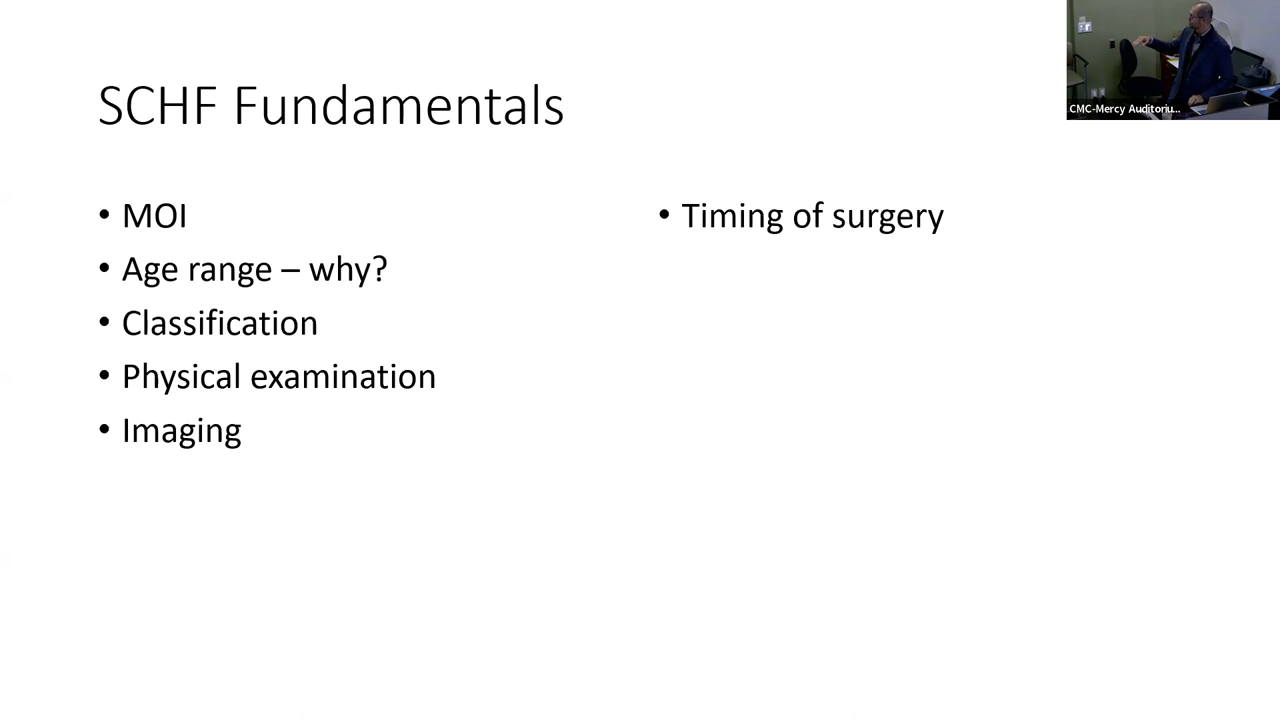 SCHF Fundamentals
• MOI
• Age range – why?
• Classification
• Physical examination
• Imaging
• Timing of surgery
CMC-Mercy Auditoriu...